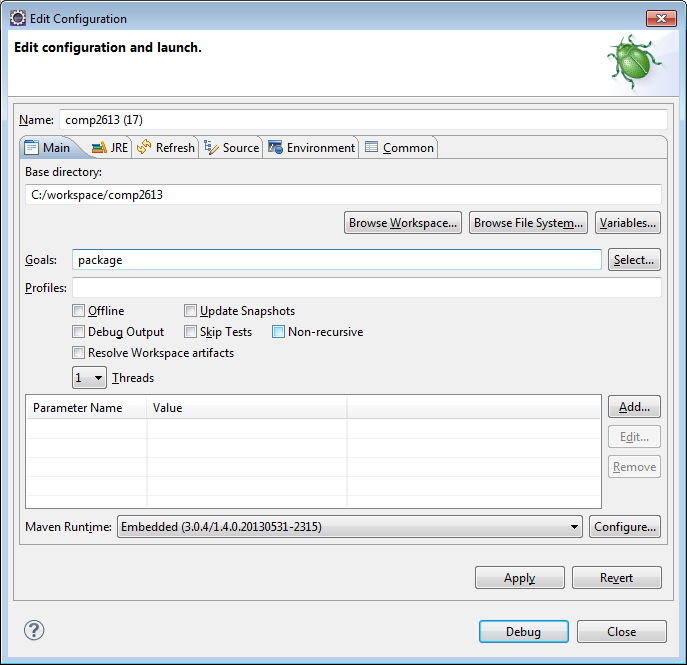 Edit Configuration
Edit configuration and launch.
Name: comp2613 (17)
Main JRE Refresh Source Environment Common
Base directory:
C:/workspace/comp2613
Browse Workspace... Browse File System... Variables...
Goals: package Select...
Profiles:
Offline Update Snapshots
Debug Output Skip Tests Non-recursive
Resolve Workspace artifacts
1 Threads
Parameter Name Value Add...
Edit...
Remove
Maven Runtime: Embedded (3.0.4/1.4.0.20130531-2315) Configure...
Apply Revert
? Debug Close